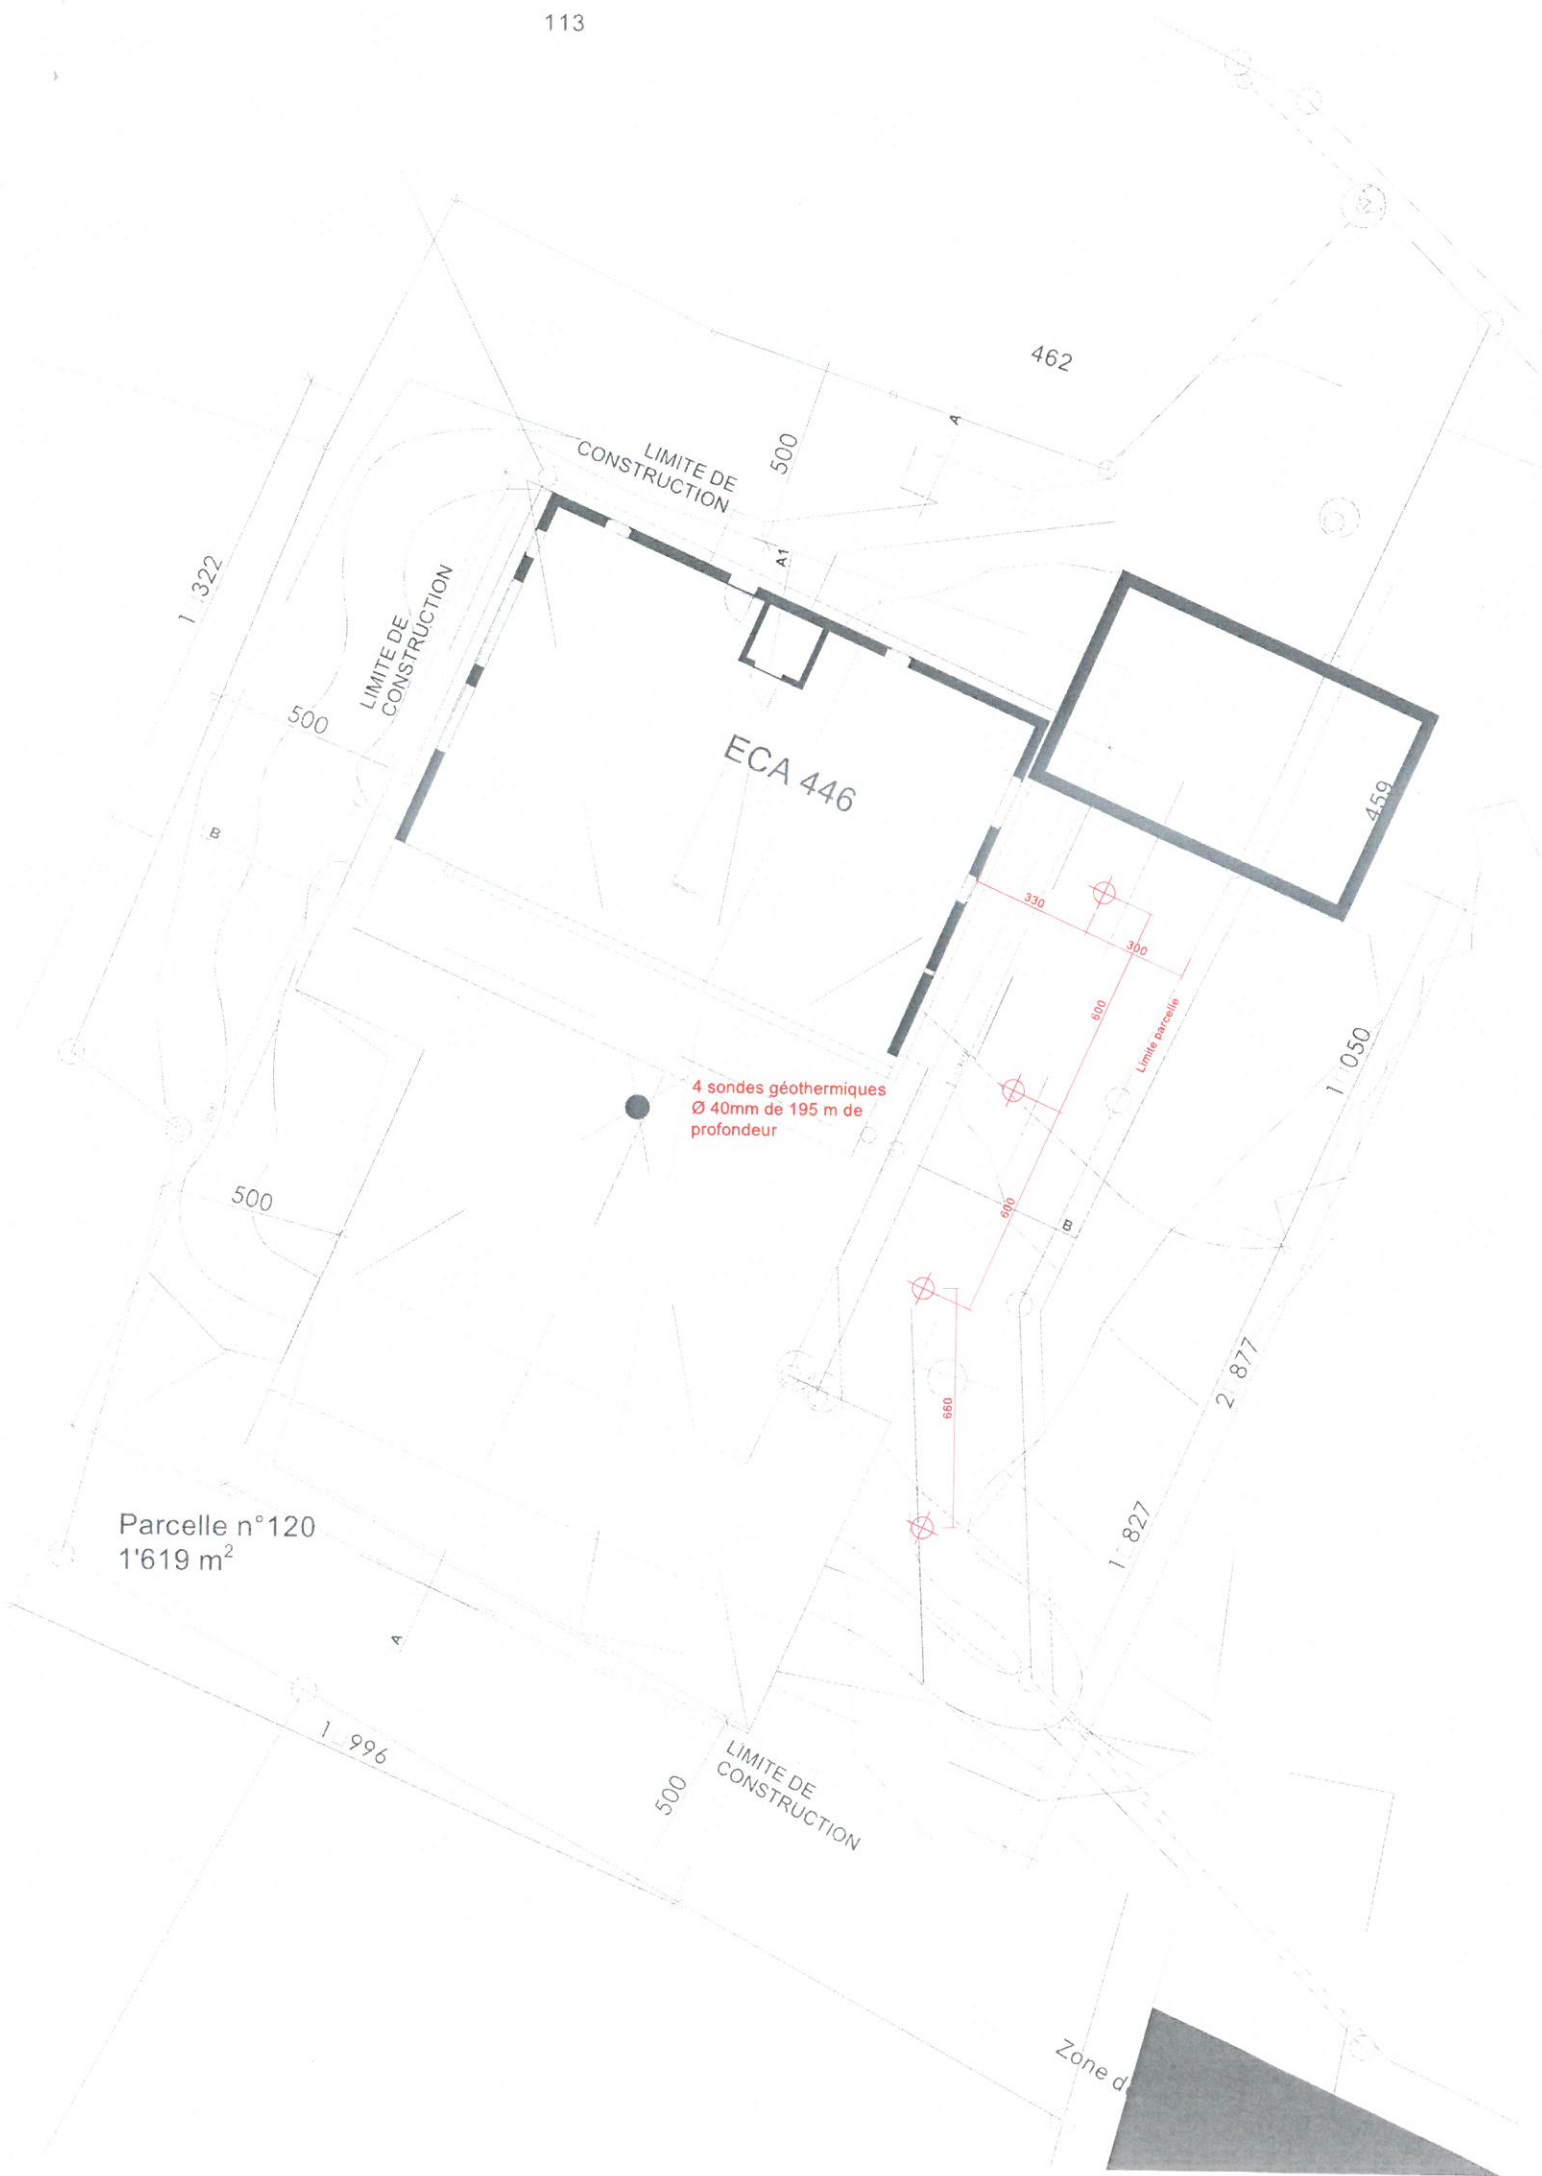 113
462
LIMITE DE
CONSTRUCTION
500
A
A1
1 322
LIMITE DE
CONSTRUCTION
500
ECA 446
459
B
330
300
600
Limite parcelle
1 050
4 sondes géothermiques
Ø 40mm de 195 m de
profondeur
500
600
B
2 877
660
1 827
Parcelle n°120
1'619 m²
A
1 996
LIMITE DE
CONSTRUCTION
500
Zone